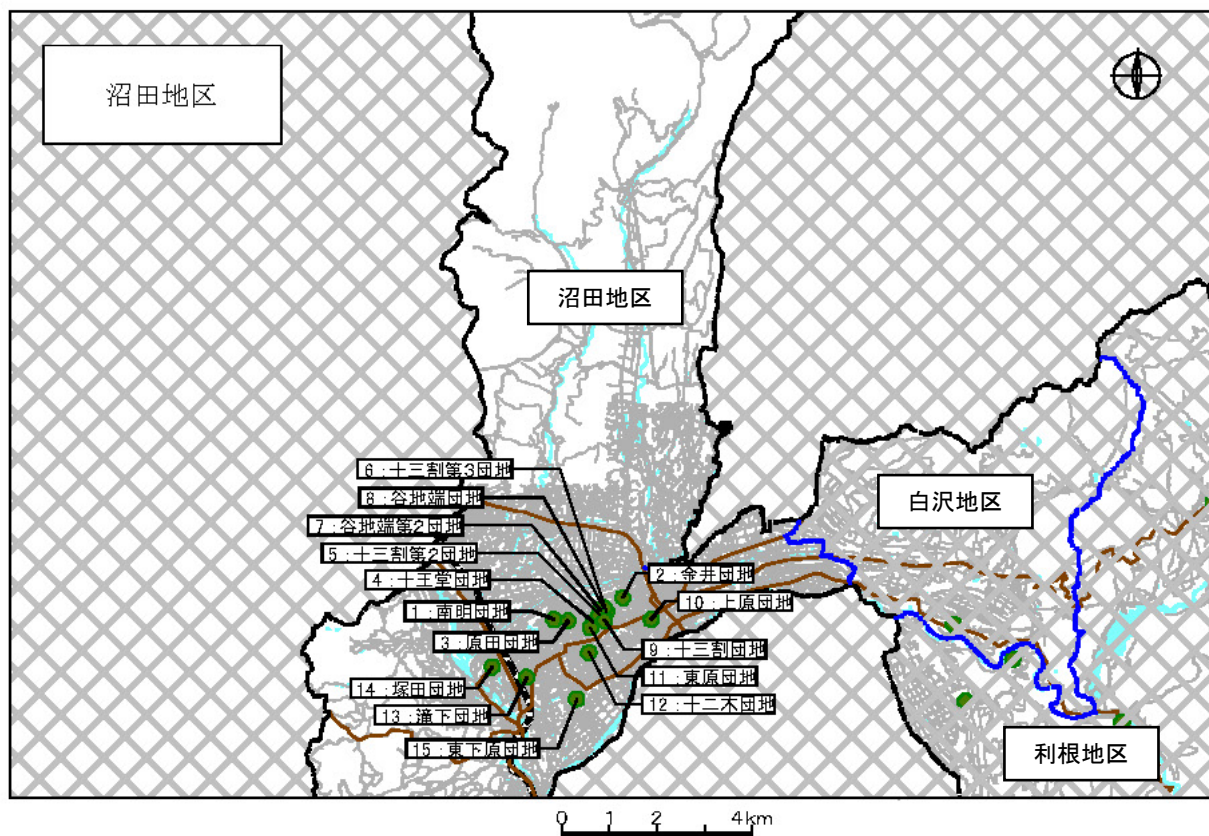 沼田地区
沼田地区
6:十三割第3団地
8:谷地端団地
7:谷地端第2団地
5:十三割第2団地
4:十王堂団地
1:南明団地
3:原田団地
14:塚田団地
13:滝下団地
15:東下原団地
2:金井団地
10:上原団地
9:十三割団地
11:東原団地
12:十二木団地
白沢地区
利根地区
0 1 2 4km